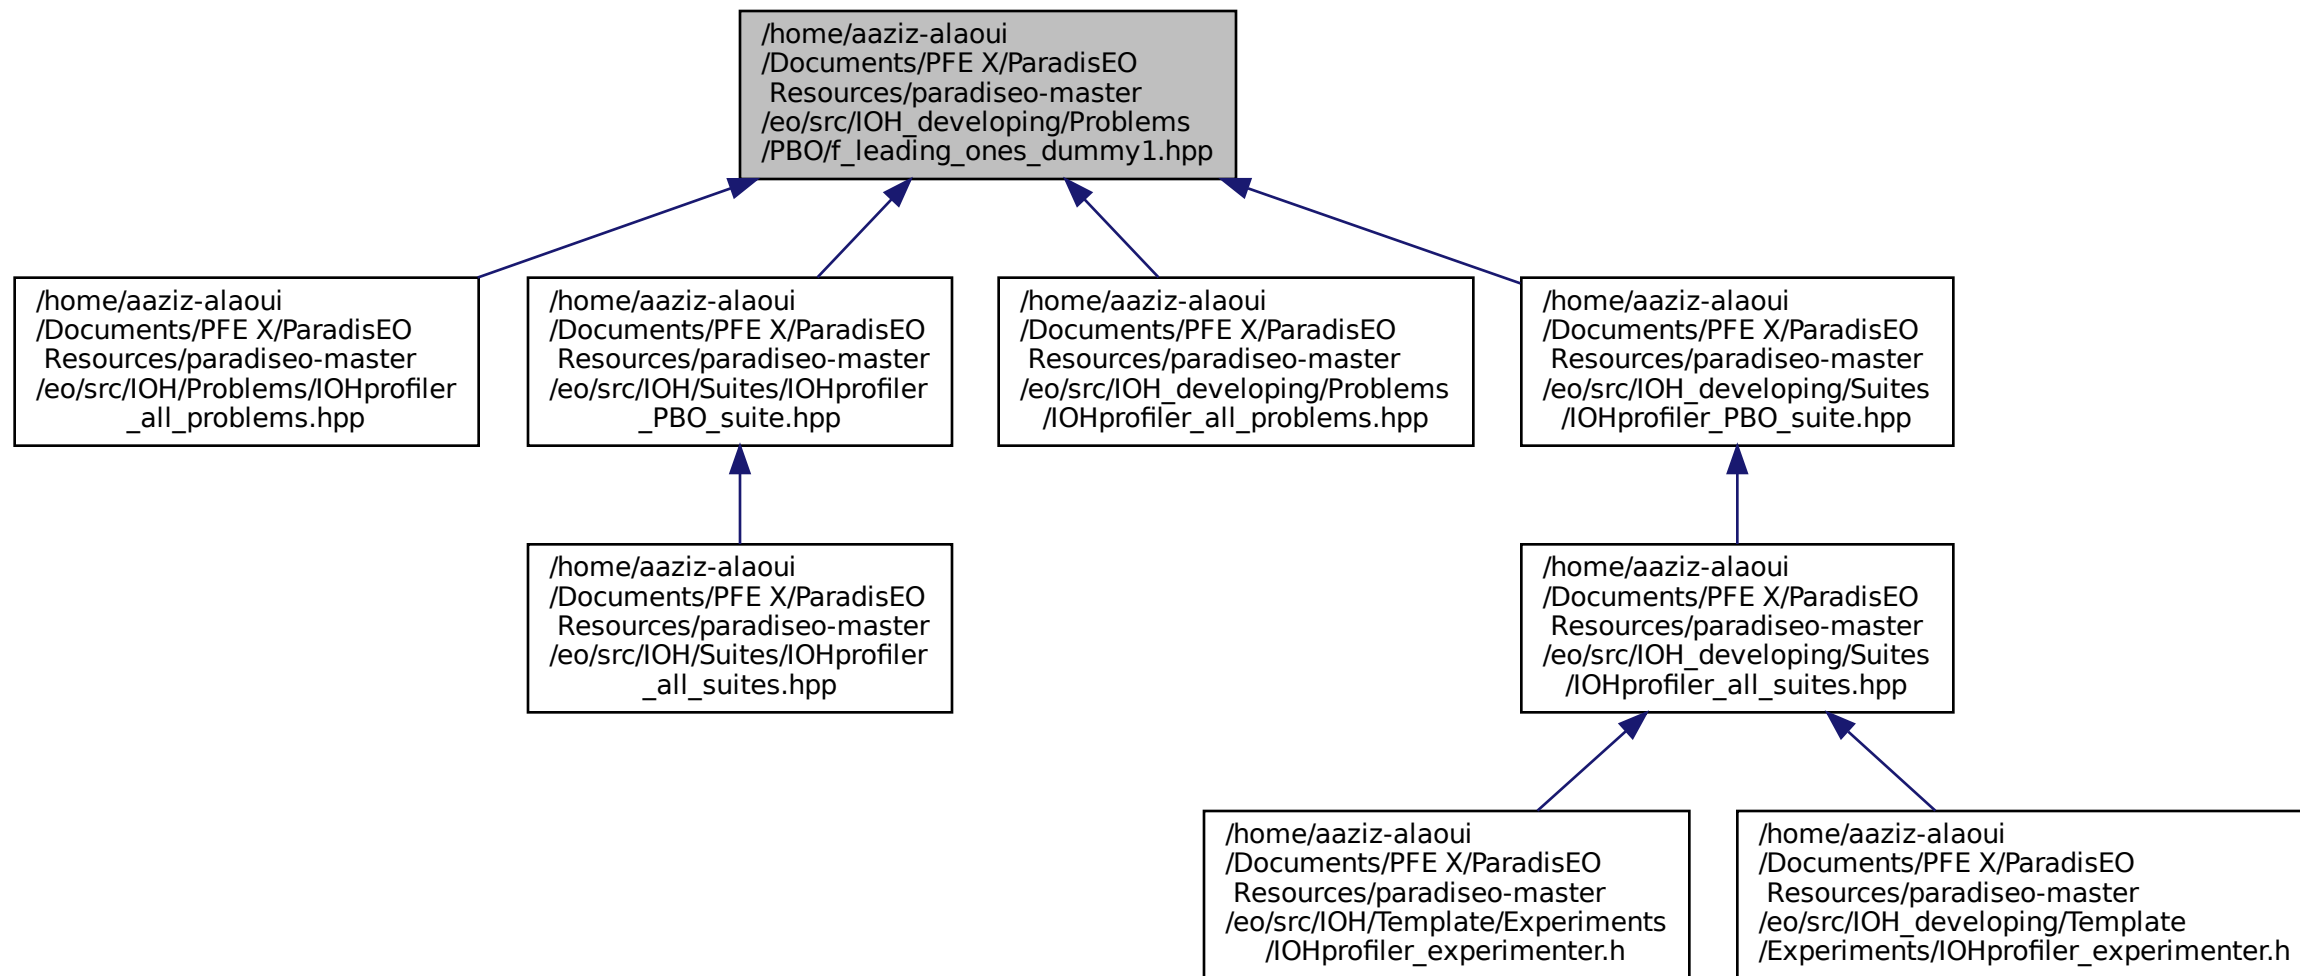 /home/aaziz-alaoui
/Documents/PFE X/ParadisEO
Resources/paradiseo-master
/eo/src/IOH_developing/Problems
/PBO/f_leading_ones_dummy1.hpp
/home/aaziz-alaoui
/Documents/PFE X/ParadisEO
Resources/paradiseo-master
/eo/src/IOH/Problems/IOHprofiler
_all_problems.hpp
/home/aaziz-alaoui
/Documents/PFE X/ParadisEO
Resources/paradiseo-master
/eo/src/IOH/Suites/IOHprofiler
_PBO_suite.hpp
/home/aaziz-alaoui
/Documents/PFE X/ParadisEO
Resources/paradiseo-master
/eo/src/IOH_developing/Problems
/IOHprofiler_all_problems.hpp
/home/aaziz-alaoui
/Documents/PFE X/ParadisEO
Resources/paradiseo-master
/eo/src/IOH_developing/Suites
/IOHprofiler_PBO_suite.hpp
/home/aaziz-alaoui
/Documents/PFE X/ParadisEO
Resources/paradiseo-master
/eo/src/IOH/Suites/IOHprofiler
_all_suites.hpp
/home/aaziz-alaoui
/Documents/PFE X/ParadisEO
Resources/paradiseo-master
/eo/src/IOH_developing/Suites
/IOHprofiler_all_suites.hpp
/home/aaziz-alaoui
/Documents/PFE X/ParadisEO
Resources/paradiseo-master
/eo/src/IOH/Template/Experiments
/IOHprofiler_experimenter.h
/home/aaziz-alaoui
/Documents/PFE X/ParadisEO
Resources/paradiseo-master
/eo/src/IOH_developing/Template
/Experiments/IOHprofiler_experimenter.h